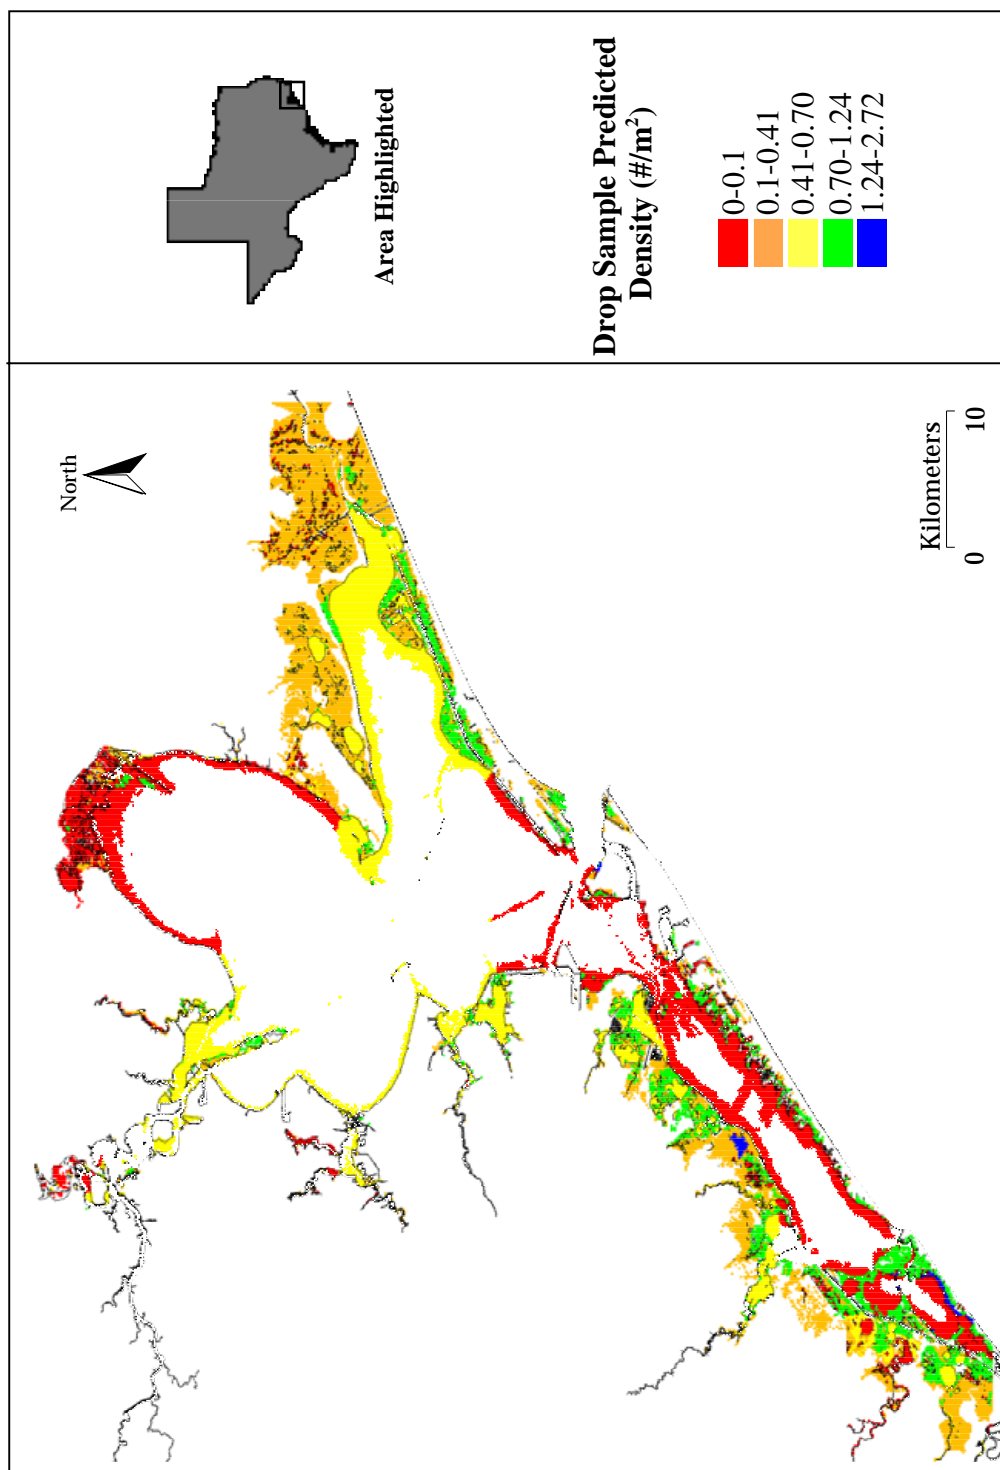 North
Area Highlighted
Drop Sample Predicted
Density (#/m²)
0-0.1
0.1-0.41
0.41-0.70
0.70-1.24
1.24-2.72
Kilometers
0 10